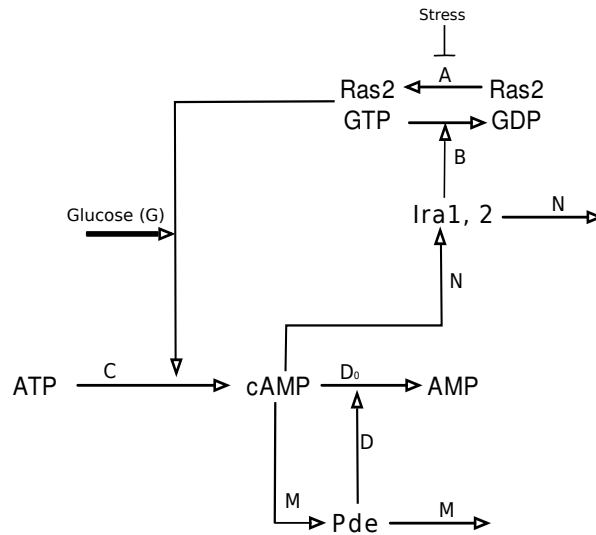 Stress
A
Ras2 Ras2
GTP GDP
B
Glucose (G)
Ira1, 2
N
N
C
ATP
cAMP
D₀
AMP
D
M
Pde
M